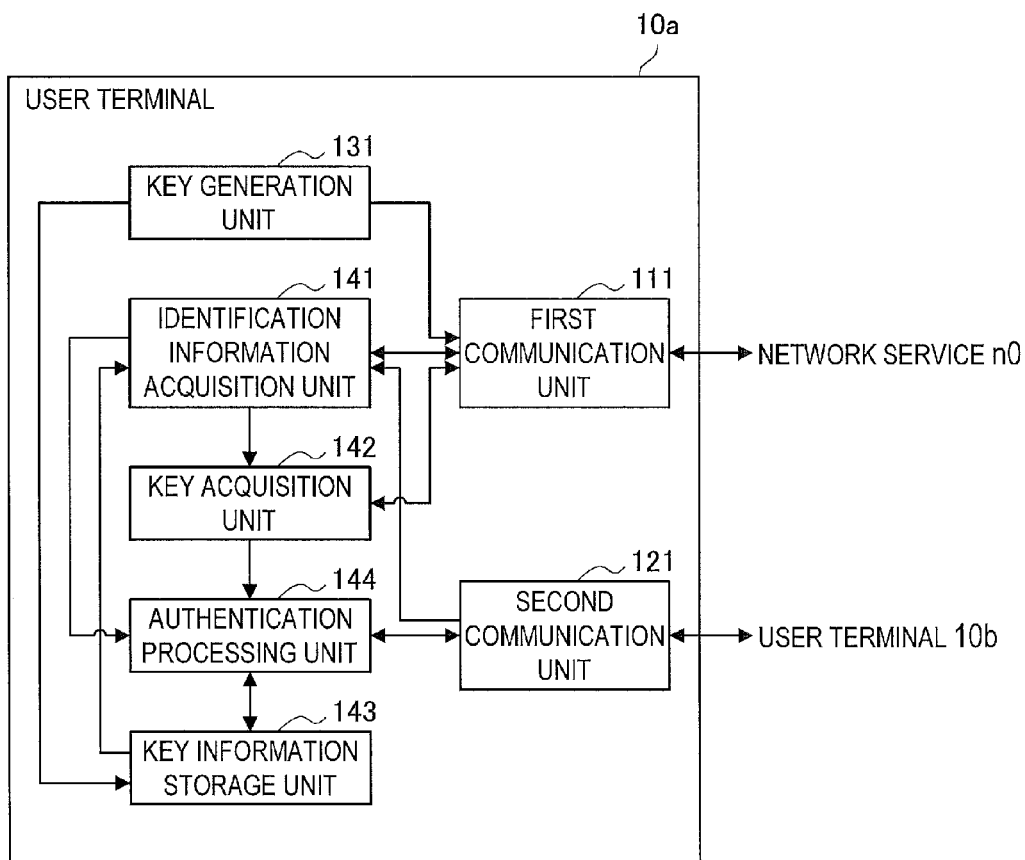 10a
USER TERMINAL
131
KEY GENERATION
UNIT
141
IDENTIFICATION
INFORMATION
ACQUISITION UNIT
111
FIRST
COMMUNICATION
UNIT
NETWORK SERVICE n0
142
KEY ACQUISITION
UNIT
144
AUTHENTICATION
PROCESSING UNIT
121
SECOND
COMMUNICATION
UNIT
USER TERMINAL 10b
143
KEY INFORMATION
STORAGE UNIT